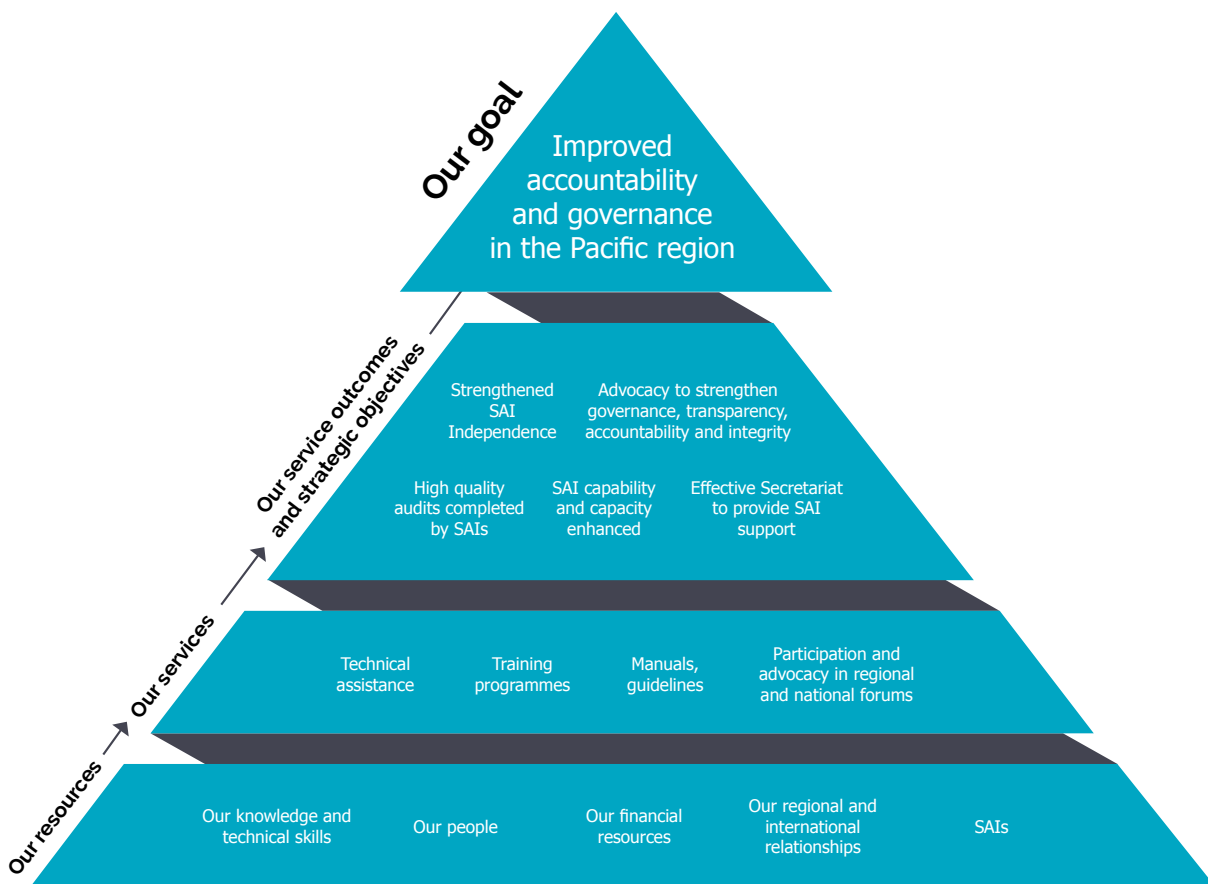 Our goal
Improved
accountability
and governance
in the Pacific region
Our service outcomes
and strategic objectives
Strengthened
SAI
Independence
Advocacy to strengthen
governance, transparency,
accountability and integrity
High quality
audits completed
by SAIs
SAI capability
and capacity
enhanced
Effective Secretariat
to provide SAI
support
Our services
Technical
assistance
Training
programmes
Manuals,
guidelines
Participation and
advocacy in regional
and national forums
Our resources
Our knowledge and
technical skills
Our people
Our financial
resources
Our regional and
international
relationships
SAIs